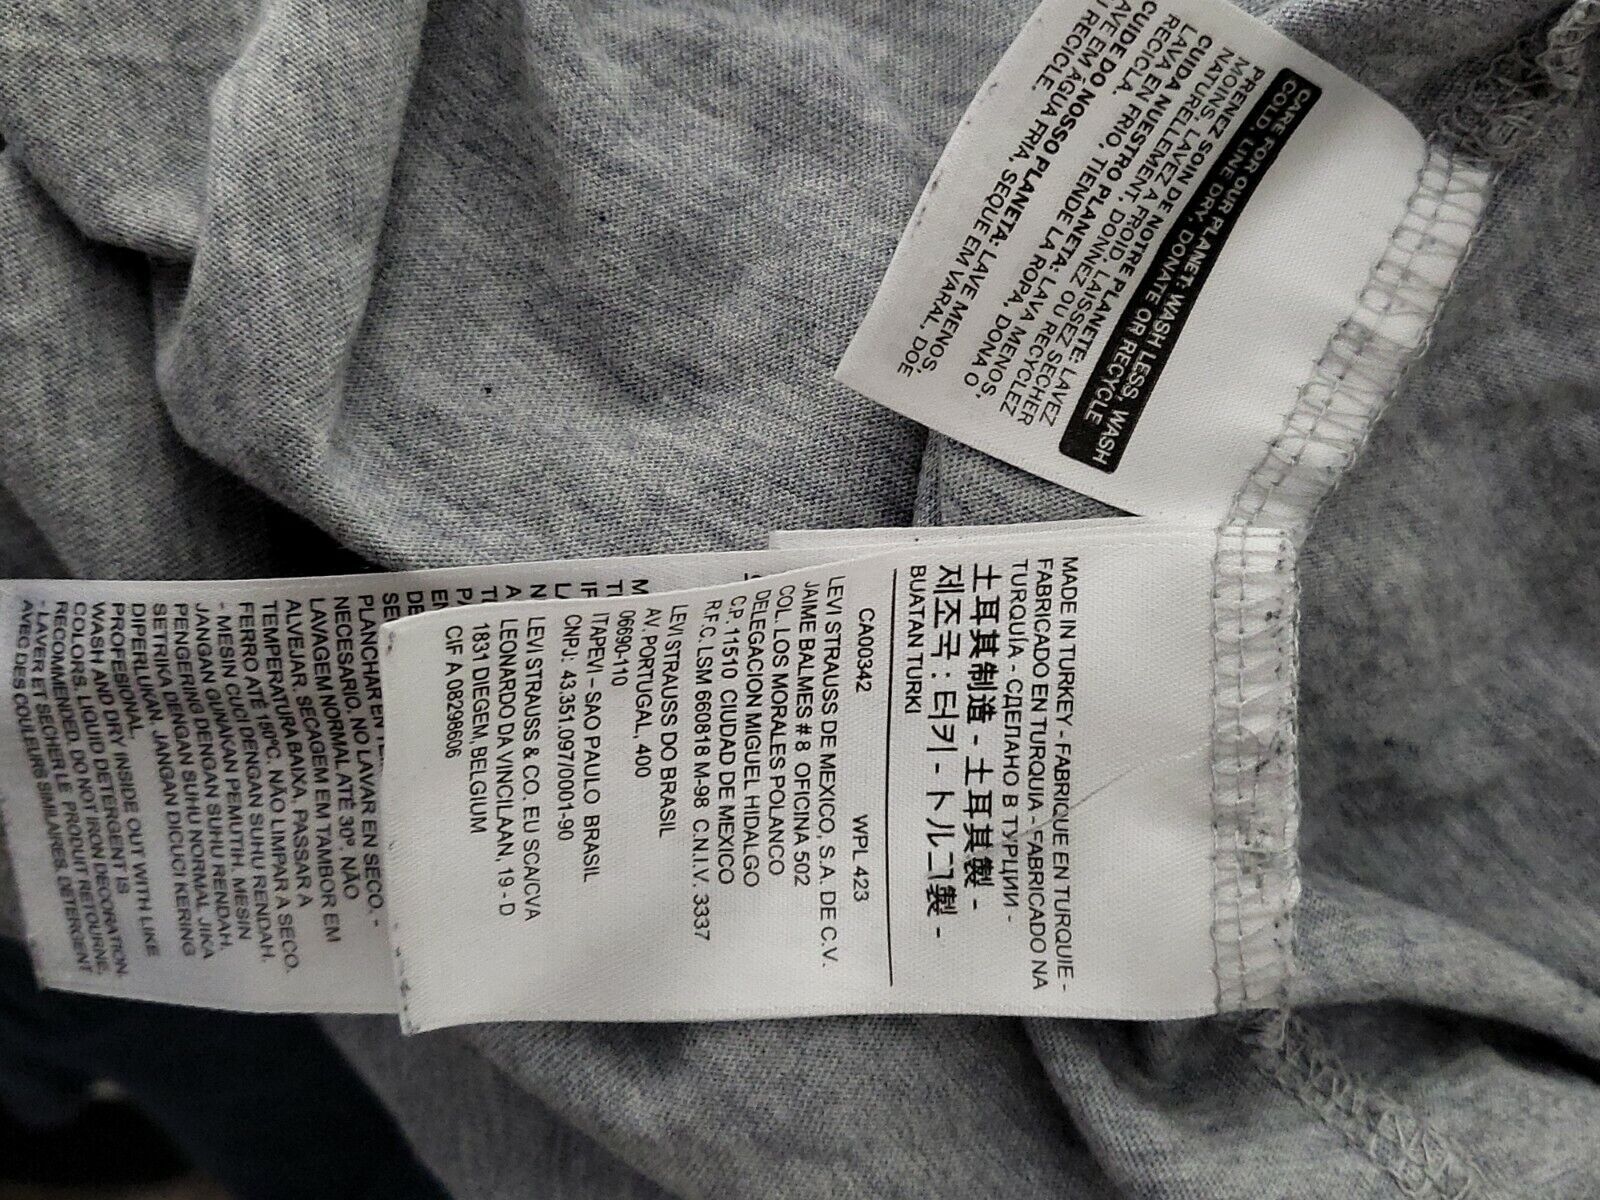 CARE FOR OUR PLANET: WASH LESS, WASH
COLD, LINE DRY, DONATE OR RECYCLE
PRENEZ SOIN DE NOTRE PLANÈTE: LAVEZ
MOINS, LAVEZ À FROID, LAISSEZ SÉCHER
NATURELLEMENT, DONNEZ OU RECYCLEZ
CUIDA NUESTRO PLANETA: LAVA MENOS,
LAVA EN FRIO, TIENDE LA ROPA, DONA O
RECICLA.
CUIDE DO NOSSO PLANETA: LAVE MENOS,
LAVE EM ÁGUA FRIA, SEQUE EM VARAL, DOE
RECICLE.
MADE IN TURKEY - FABRIQUE EN TURQUIE -
FABRICADO EN TURQUIA - FABRICADO NA
TURQUÍA - СДЕЛАНО В ТУРЦИИ -
土耳其制造 - 土耳其製 -
제조국 : 터키 - トルコ製 -
BUATAN TURKI
CA00342 WPL 423
LEVI STRAUSS DE MEXICO, S.A. DE C.V.
JAIME BALMES # 8 OFICINA 502
COL. LOS MORALES POLANCO
DELEGACION MIGUEL HIDALGO
C.P. 11510 CIUDAD DE MEXICO
R.F.C. LSM 660818 M-98 C.N.I.V. 3337
LEVI STRAUSS DO BRASIL
AV. PORTUGAL, 400
06690-110
ITAPEVI – SAO PAULO BRASIL
CNPJ: 43.351.097/0001-90
LEVI STRAUSS & CO. EU SCA/CVA
LEONARDO DA VINCILAAN, 19 - D
1831 DIEGEM, BELGIUM
CIF A 08298606
PLANCHAR EN
NECESARIO. NO LAVAR EN SECO. -
LAVAGEM NORMAL ATÉ 30º, NÃO
ALVEJAR, SECAGEM EM TAMBOR EM
TEMPERATURA BAIXA, PASSAR A
FERRO ATÉ 150ºC, NÃO LIMPAR A SECO.
- MESIN CUCI DENGAN SUHU RENDAH.
JANGAN GUNAKAN PEMUTIH. MESIN
PENGERING DENGAN SUHU RENDAH.
SETRIKA DENGAN SUHU NORMAL JIKA
DIPERLUKAN. JANGAN DICUCI KERING
PROFESIONAL.
WASH AND DRY INSIDE OUT WITH LIKE
COLORS. LIQUID DETERGENT IS
RECOMMENDED. DO NOT IRON DECORATION.
- LAVER ET SÉCHER LE PRODUIT RETOURNÉ,
AVEC DES COULEURS SIMILAIRES. DÉTERGENT